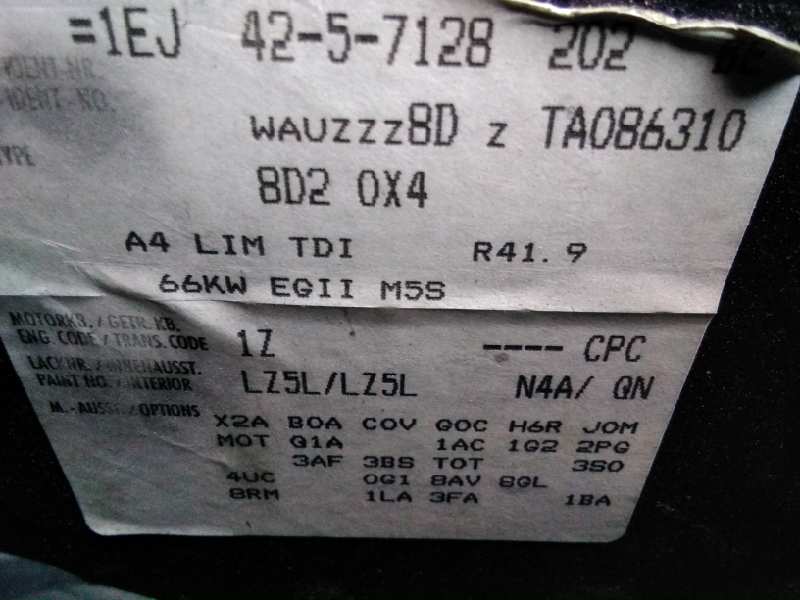 =1EJ 42-5-7128 202
IDENT-NR.
IDENT-NO. WAUZZZ8D z TA086310
TYPE 8D2 0X4
A4 LIM TDI R41.9
66KW EGII M5S
MOTORKB./GETR.KB.
ENG.CODE/TRANS.CODE 1Z ---- CPC
LACKNR./INNENAUSST.
PAINT NO./INTERIOR LZ5L/LZ5L N4A/ QN
M.-AUSST./OPTIONS
X2A B0A C0V G0C H6R J0M
M0T Q1A 1AC 1G2 2PG
3AF 3BS T0T 3S0
4UC 0G1 8AV 8GL
8RM 1LA 3FA 1BA